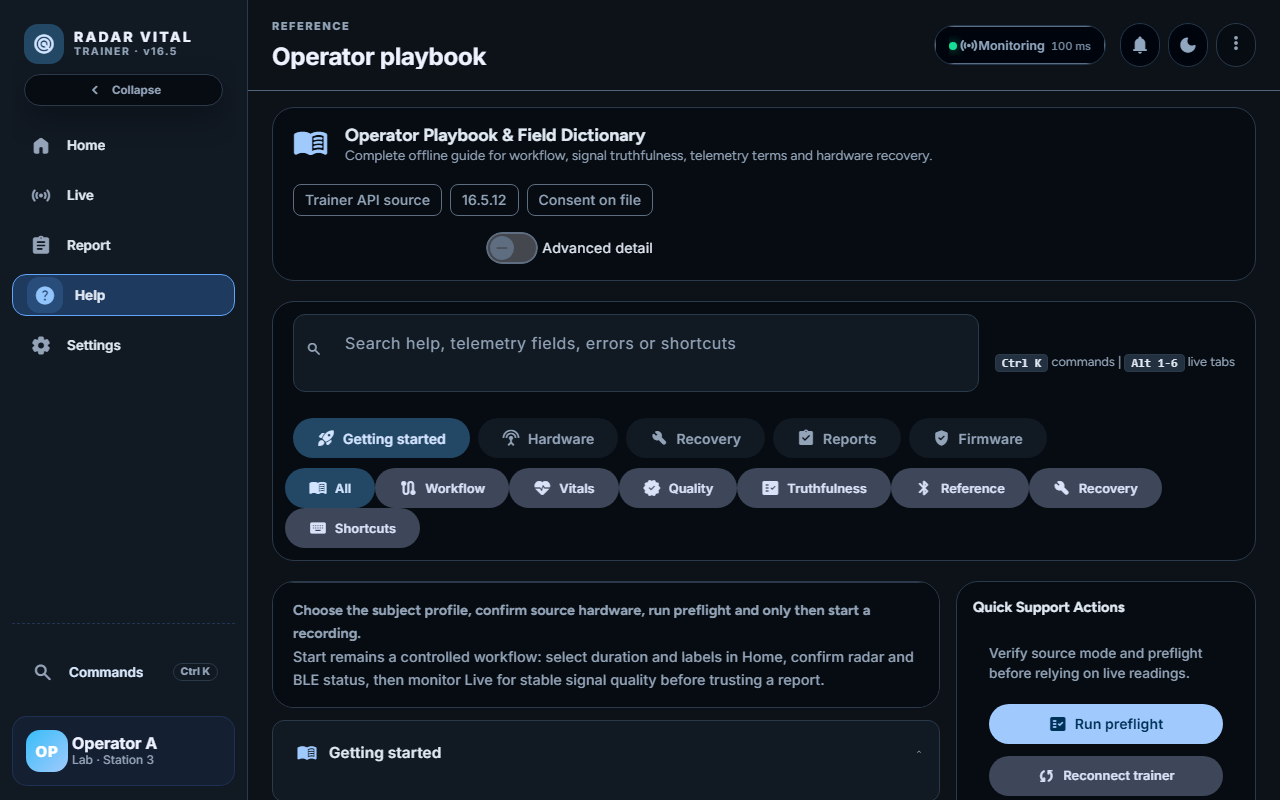 RADAR VITAL
TRAINER · v16.5
Collapse
Home
Live
Report
Help
Settings
Commands
Ctrl K
OP
Operator A
Lab · Station 3
REFERENCE
Operator playbook
Monitoring 100 ms
Operator Playbook & Field Dictionary
Complete offline guide for workflow, signal truthfulness, telemetry terms and hardware recovery.
Trainer API source
16.5.12
Consent on file
Advanced detail
Search help, telemetry fields, errors or shortcuts
Ctrl K commands | Alt 1-6 live tabs
Getting started
Hardware
Recovery
Reports
Firmware
All
Workflow
Vitals
Quality
Truthfulness
Reference
Recovery
Shortcuts
Choose the subject profile, confirm source hardware, run preflight and only then start a
recording.
Start remains a controlled workflow: select duration and labels in Home, confirm radar and
BLE status, then monitor Live for stable signal quality before trusting a report.
Getting started
Quick Support Actions
Verify source mode and preflight
before relying on live readings.
Run preflight
Reconnect trainer